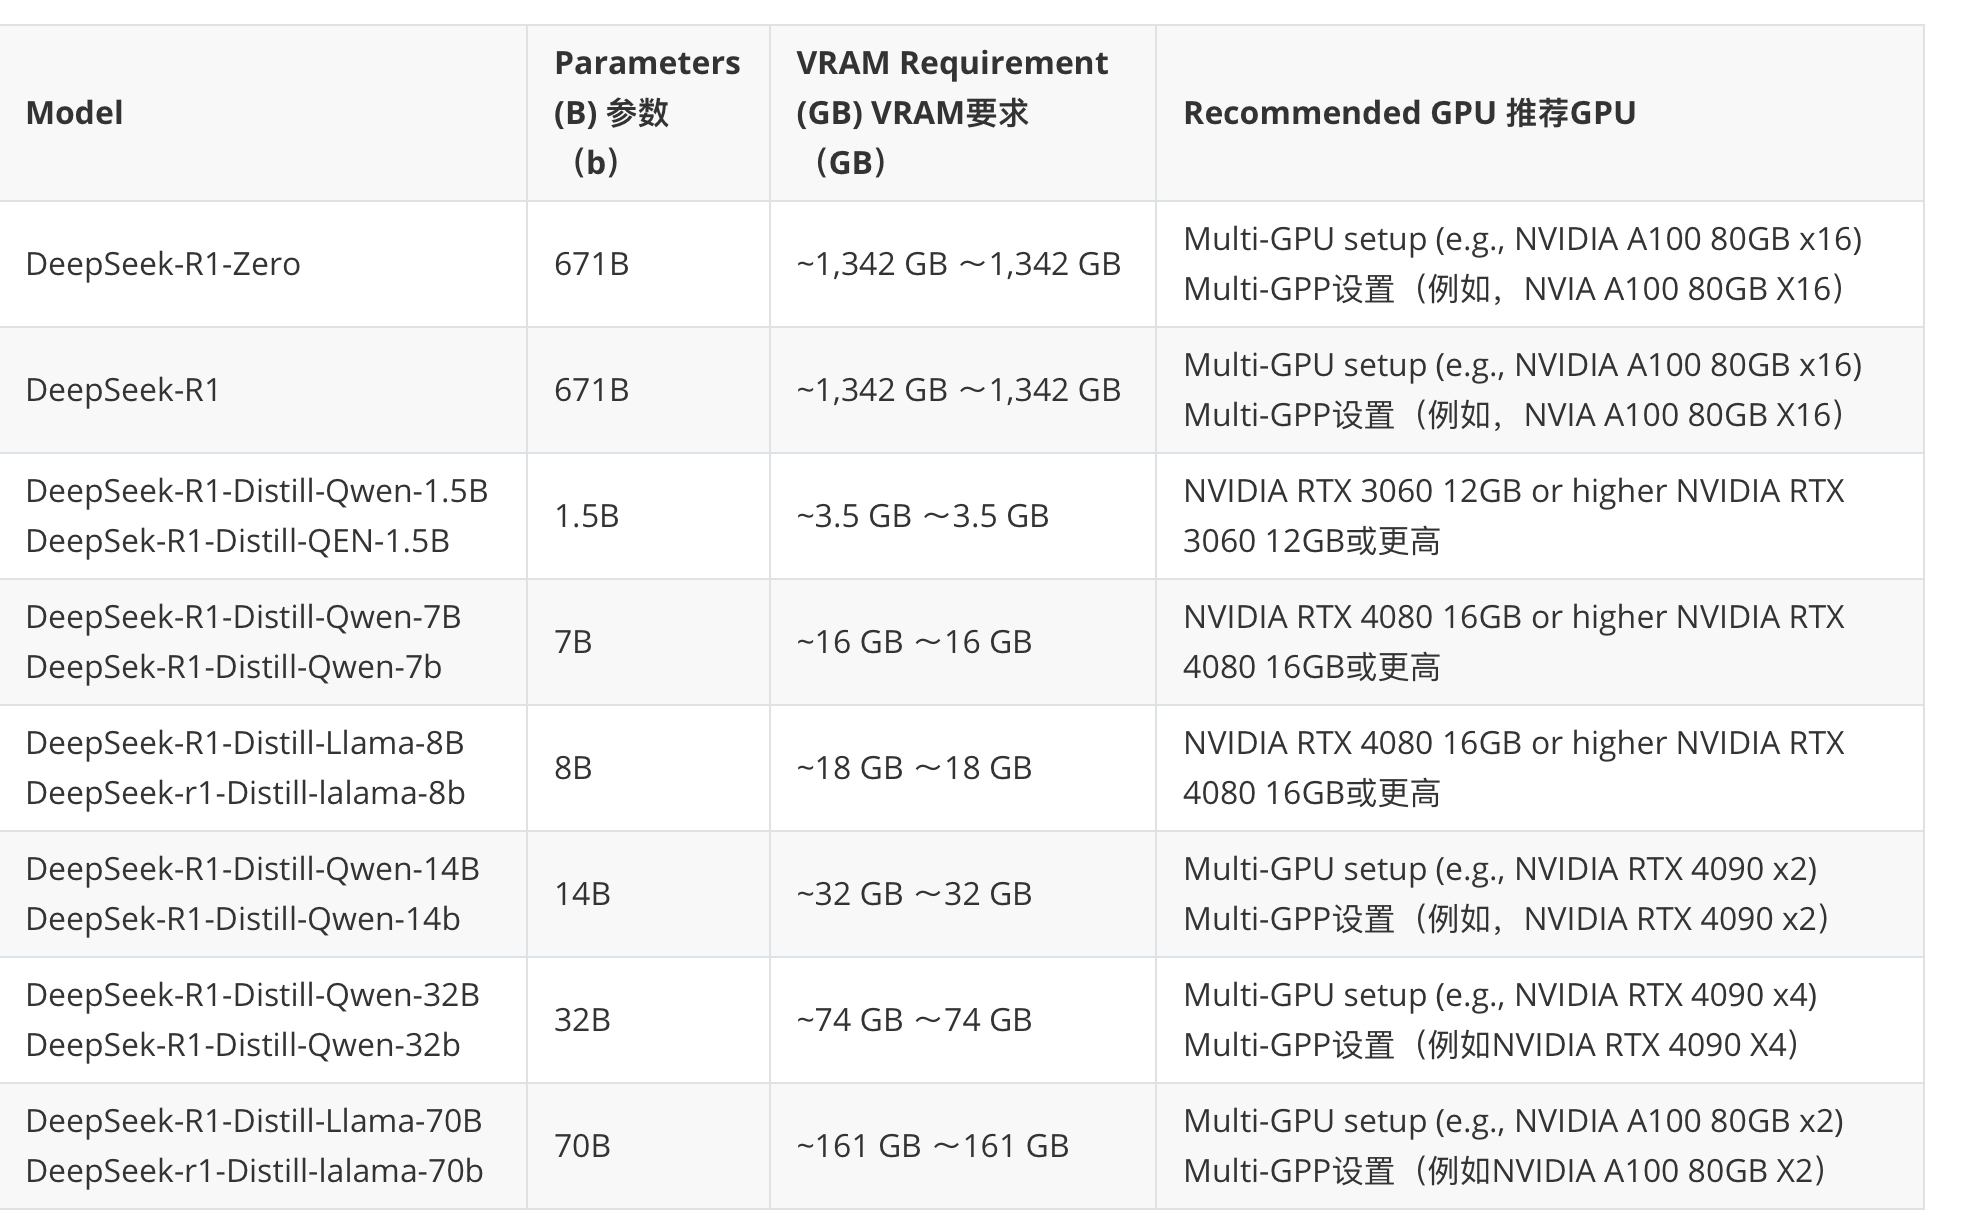 Model
Parameters
(B) 参数
（b）
VRAM Requirement
(GB) VRAM要求
（GB）
Recommended GPU 推荐GPU
DeepSeek-R1-Zero
671B
~1,342 GB ～1,342 GB
Multi-GPU setup (e.g., NVIDIA A100 80GB x16)
Multi-GPP设置（例如，NVIA A100 80GB X16）
DeepSeek-R1
671B
~1,342 GB ～1,342 GB
Multi-GPU setup (e.g., NVIDIA A100 80GB x16)
Multi-GPP设置（例如，NVIA A100 80GB X16）
DeepSeek-R1-Distill-Qwen-1.5B
DeepSek-R1-Distill-QEN-1.5B
1.5B
~3.5 GB ～3.5 GB
NVIDIA RTX 3060 12GB or higher NVIDIA RTX
3060 12GB或更高
DeepSeek-R1-Distill-Qwen-7B
DeepSek-R1-Distill-Qwen-7b
7B
~16 GB ～16 GB
NVIDIA RTX 4080 16GB or higher NVIDIA RTX
4080 16GB或更高
DeepSeek-R1-Distill-Llama-8B
DeepSeek-r1-Distill-lalama-8b
8B
~18 GB ～18 GB
NVIDIA RTX 4080 16GB or higher NVIDIA RTX
4080 16GB或更高
DeepSeek-R1-Distill-Qwen-14B
DeepSek-R1-Distill-Qwen-14b
14B
~32 GB ～32 GB
Multi-GPU setup (e.g., NVIDIA RTX 4090 x2)
Multi-GPP设置（例如，NVIDIA RTX 4090 x2）
DeepSeek-R1-Distill-Qwen-32B
DeepSek-R1-Distill-Qwen-32b
32B
~74 GB ～74 GB
Multi-GPU setup (e.g., NVIDIA RTX 4090 x4)
Multi-GPP设置（例如NVIDIA RTX 4090 X4）
DeepSeek-R1-Distill-Llama-70B
DeepSeek-r1-Distill-lalama-70b
70B
~161 GB ～161 GB
Multi-GPU setup (e.g., NVIDIA A100 80GB x2)
Multi-GPP设置（例如NVIDIA A100 80GB X2）